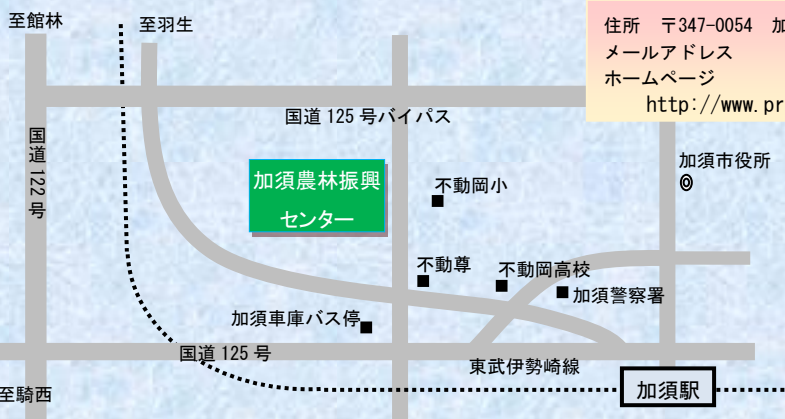 至館林
至羽生
住所　〒347-0054　加
メールアドレス
ホームページ
http://www.pr
国道125号バイパス
国道122号
加須農林振興
センター
不動岡小
加須市役所
不動尊
不動岡高校
加須警察署
加須車庫バス停
国道125号
東武伊勢崎線
至騎西
加須駅